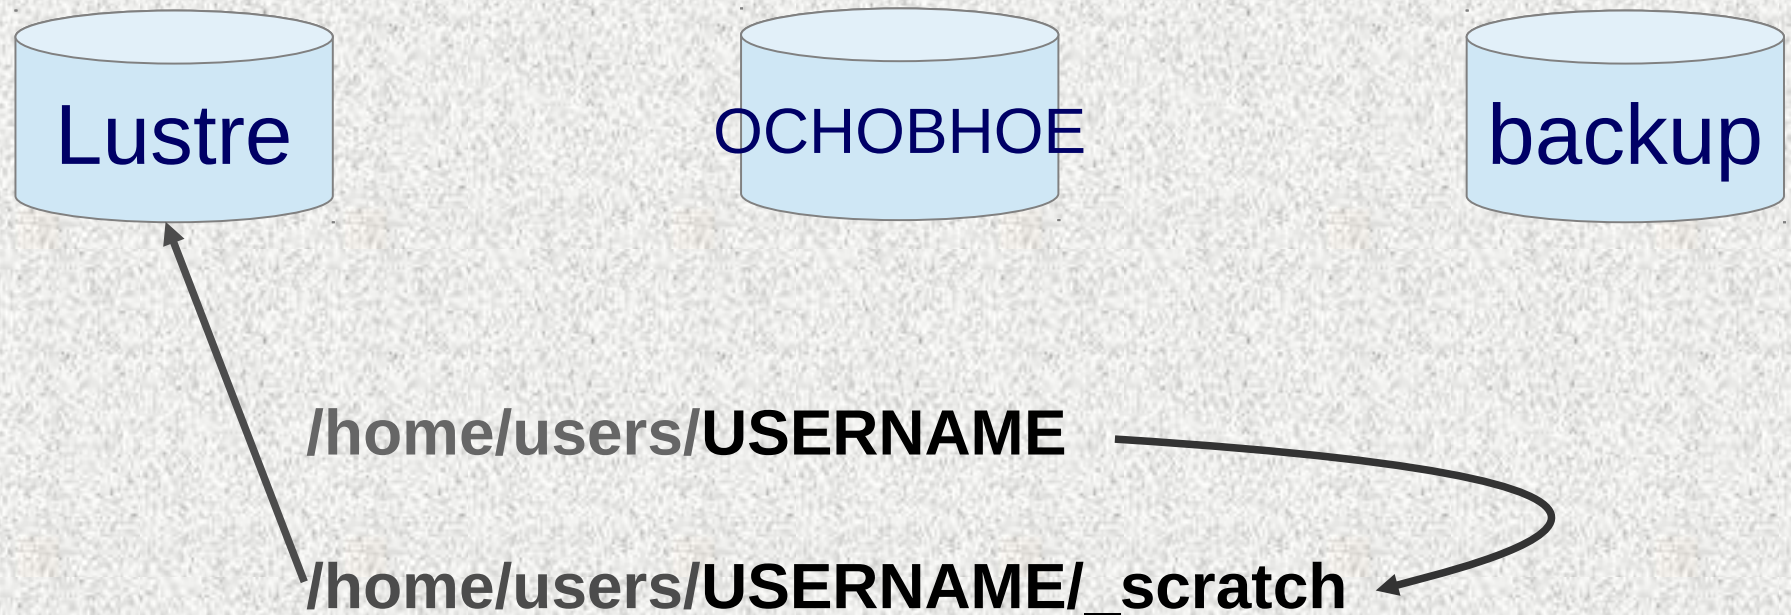 Lustre
ОСНОВНОЕ
backup
/home/users/USERNAME
/home/users/USERNAME/_scratch